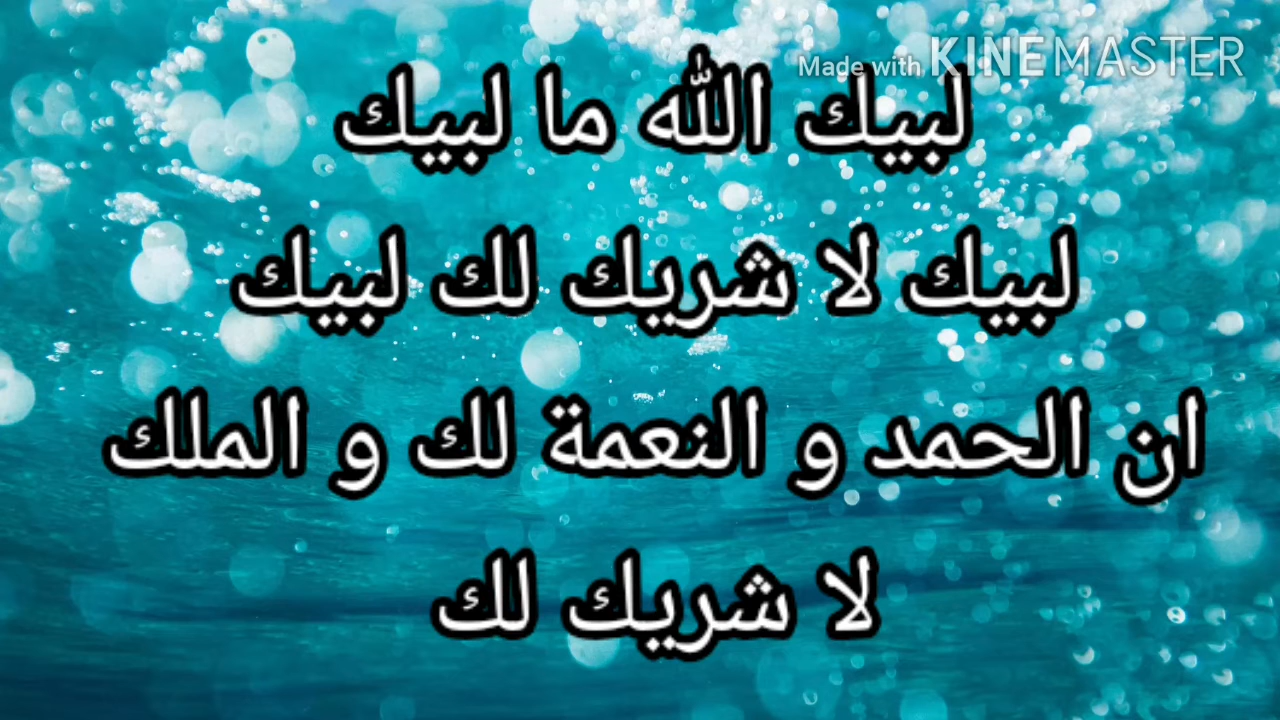 Made with KINEMASTER
لبيك الله ما لبيك
لبيك لا شريك لك لبيك
ان الحمد و النعمة لك و الملك
لا شريك لك